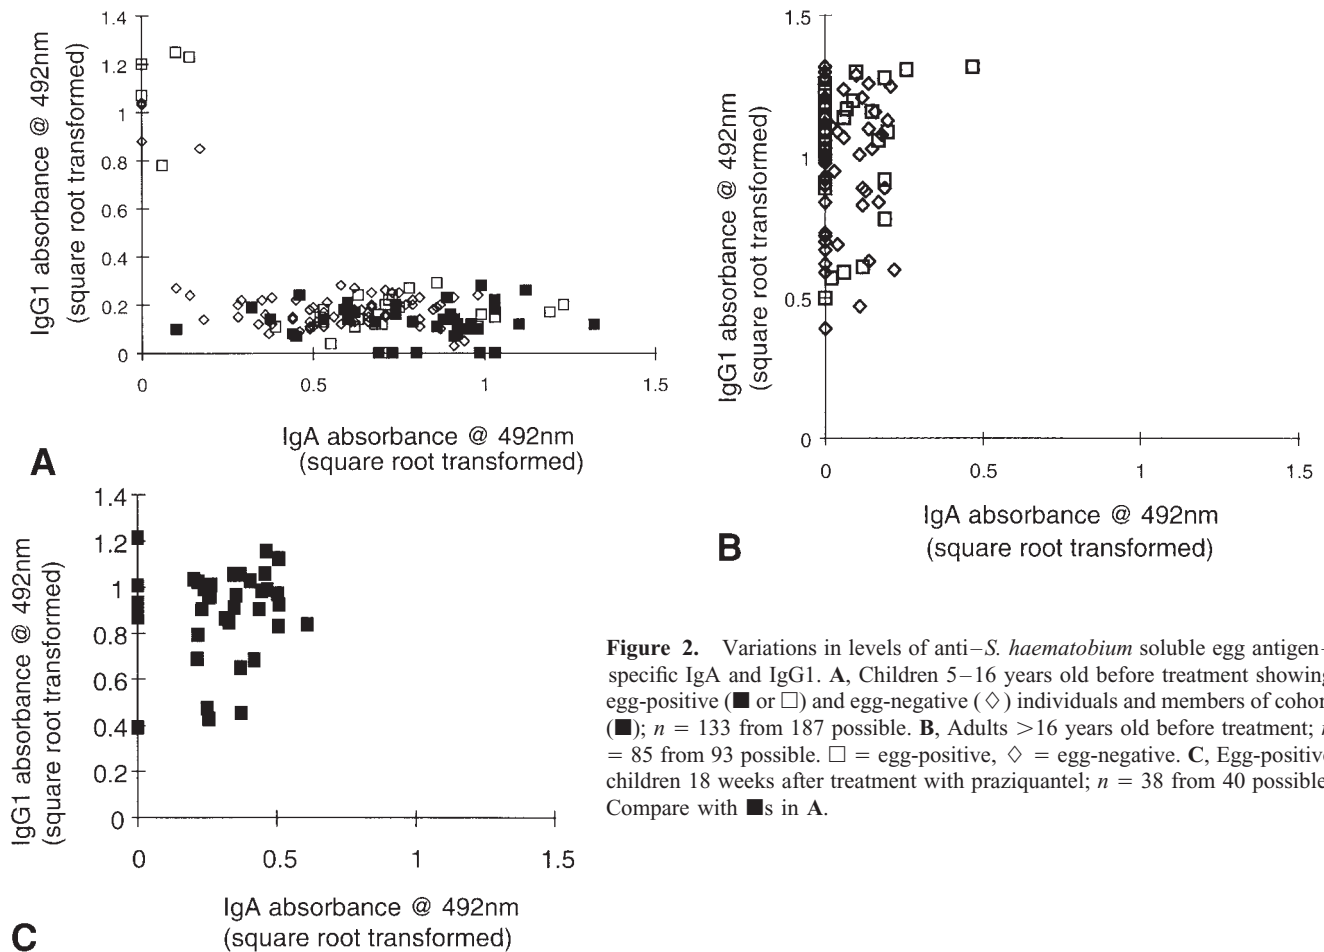 1.4
1.2
1
0.8
0.6
0.4
0.2
0
0
0.5
1
1.5
IgG1 absorbance @ 492nm
(square root transformed)
IgA absorbance @ 492nm
(square root transformed)
A
1.5
1
0.5
0
0
0.5
1
1.5
IgG1 absorbance @ 492nm
(square root transformed)
IgA absorbance @ 492nm
(square root transformed)
B
1.4
1.2
1
0.8
0.6
0.4
0.2
0
0
0.5
1
1.5
IgG1 absorbance @ 492nm
(square root transformed)
IgA absorbance @ 492nm
(square root transformed)
C
Figure 2. Variations in levels of anti–S. haematobium soluble egg antigen–
specific IgA and IgG1. A, Children 5–16 years old before treatment showing
egg-positive (■ or □) and egg-negative (◇) individuals and members of cohor
(■); n = 133 from 187 possible. B, Adults >16 years old before treatment;
= 85 from 93 possible. □ = egg-positive, ◇ = egg-negative. C, Egg-positive
children 18 weeks after treatment with praziquantel; n = 38 from 40 possible
Compare with ■s in A.